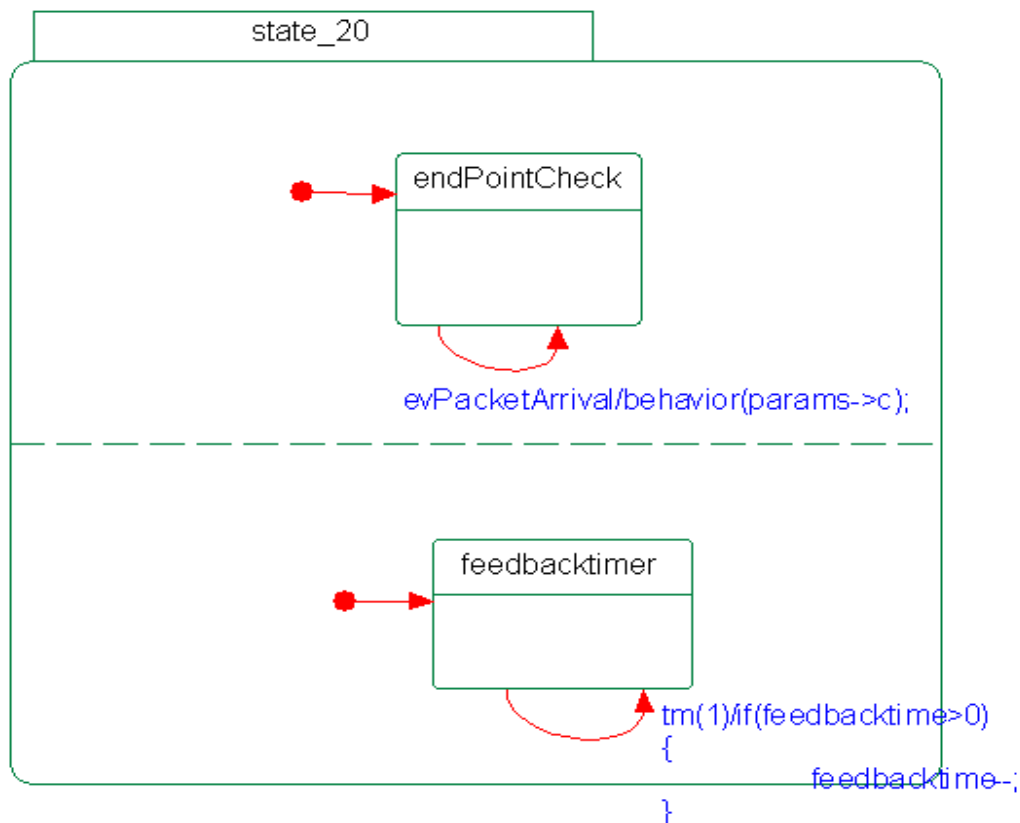 state_20
endPointCheck
evPacketArrival/behavior(params->c);
feedbacktimer
tm(1)/if(feedbacktime>0)
{
feedbacktime--;
}